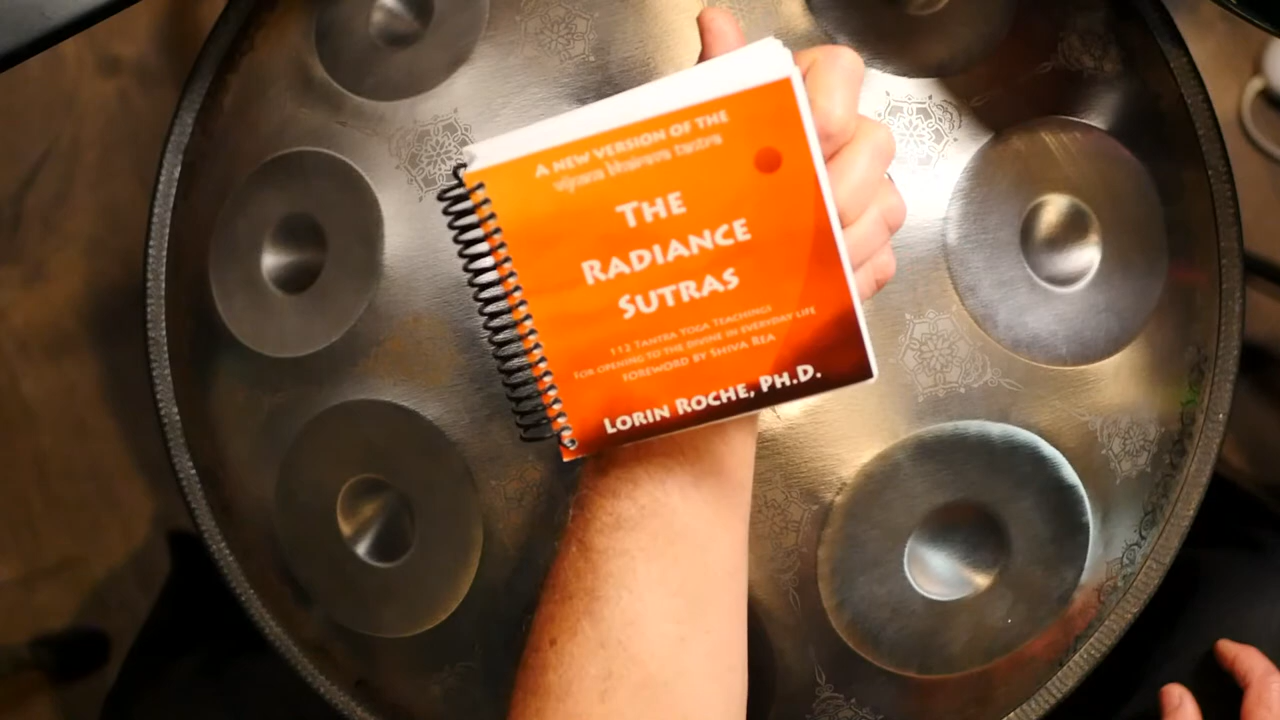 A NEW VERSION OF THE
vijnana bhairava tantra
THE
RADIANCE
SUTRAS
112 TANTRA YOGA TEACHINGS
FOR OPENING TO THE DIVINE IN EVERYDAY LIFE
FOREWORD BY SHIVA REA
LORIN ROCHE, PH.D.